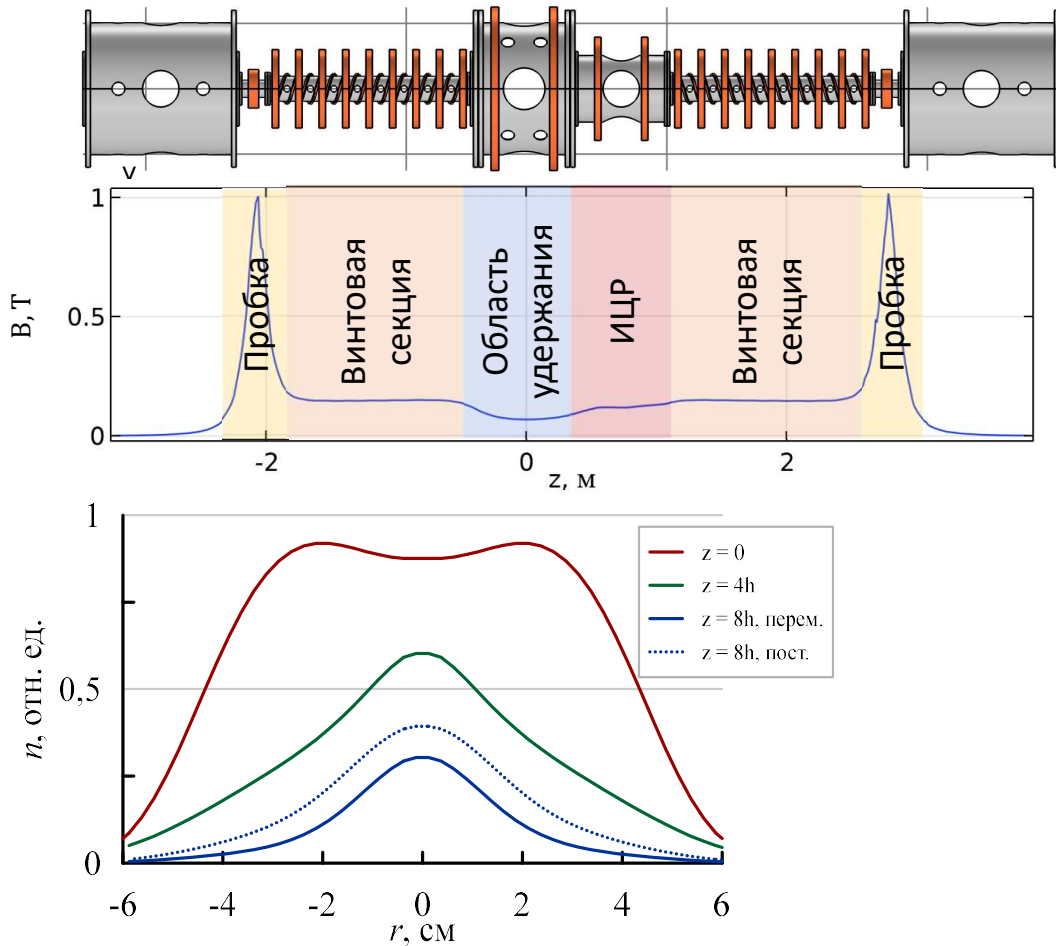 v
1
0.5
0
B, T
Пробка
Винтовая
секция
Область
удержания
ИЦР
Винтовая
секция
Пробка
-2
0
2
z, м
1
0,5
0
n, отн. ед.
z = 0
z = 4h
z = 8h, перем.
z = 8h, пост.
-6
-4
-2
0
2
4
6
r, см